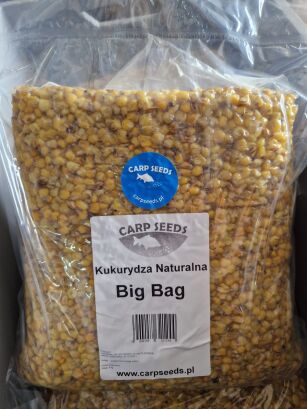 CARP SEEDS
carpseeds.pl
CARP SEEDS
Kukurydza Naturalna
Big Bag
www.carpseeds.pl